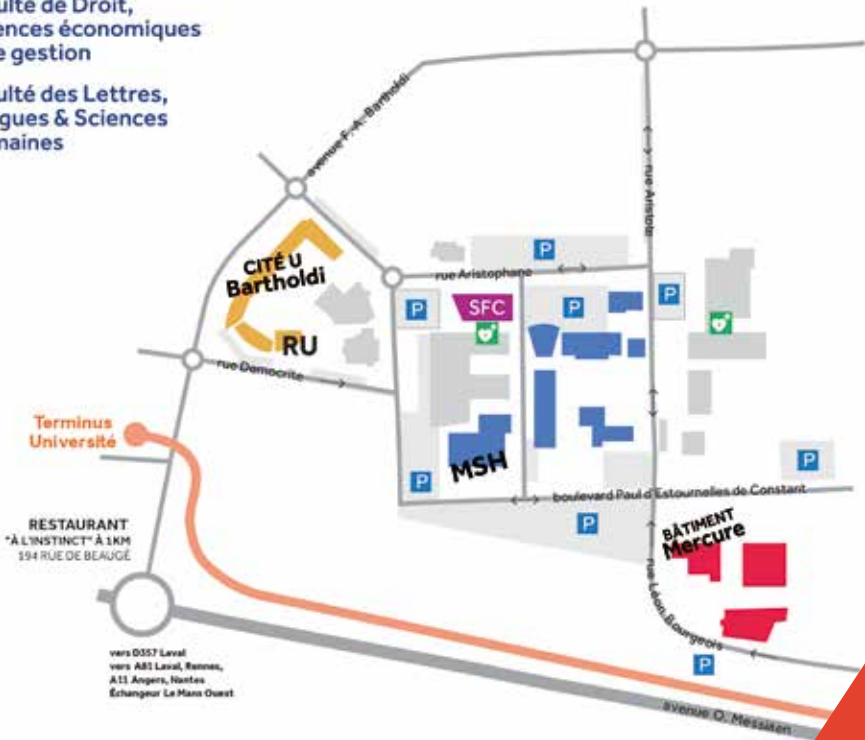 ulté de Droit,
ences économiques
e gestion
ulté des Lettres,
gues & Sciences
maines
avenue F. A. Bartholdi
rue Aristote
CITÉ U
Bartholdi
rue Aristophane
P
P
P
P
SFC
RU
rue Démocrite
Terminus
Université
MSH
P
P
boulevard Paul d'Estournelles de Constant
P
RESTAURANT
"À L'INSTINCT" À 1KM
194 RUE DE BEAUGÉ
BÂTIMENT
Mercure
rue Léon Bourgeois
P
vers D357 Laval
vers A81 Laval, Rennes,
A11 Angers, Nantes
Échangeur Le Mans Ouest
avenue O. Messiaen